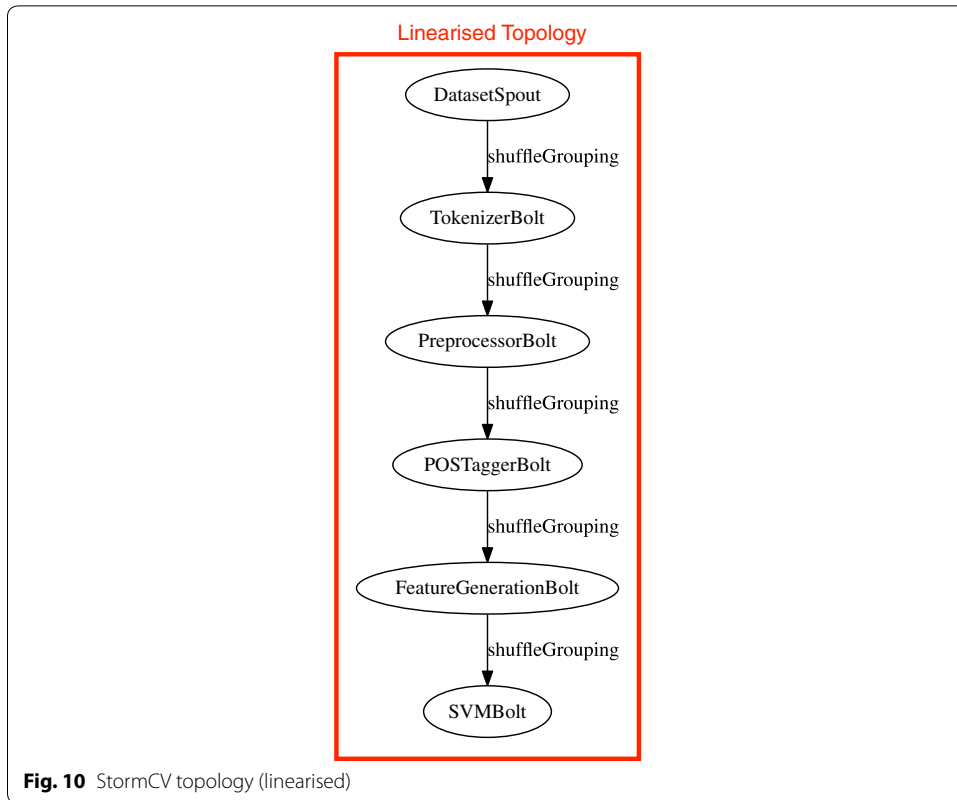 Linearised Topology
DatasetSpout
shuffleGrouping
TokenizerBolt
shuffleGrouping
PreprocessorBolt
shuffleGrouping
POSTaggerBolt
shuffleGrouping
FeatureGenerationBolt
shuffleGrouping
SVMBolt
Fig. 10 StormCV topology (linearised)